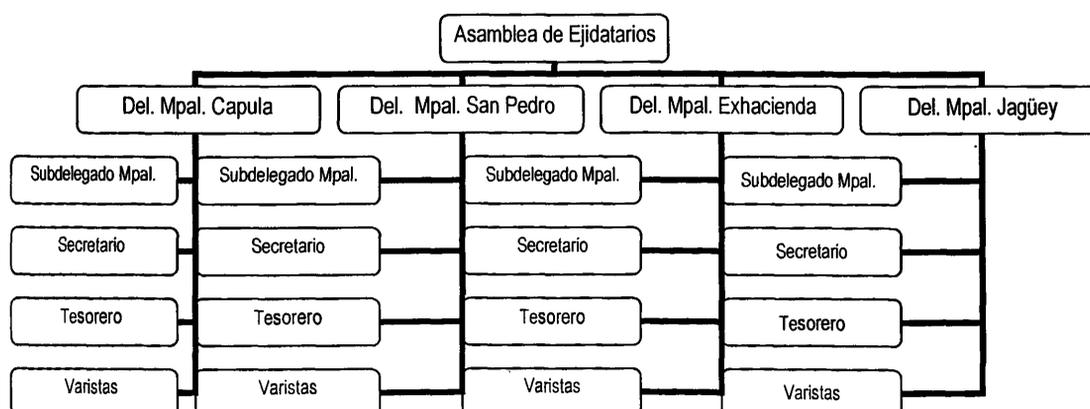 Asamblea de Ejidatarios
Del. Mpal. Capula
Del. Mpal. San Pedro
Del. Mpal. Exhacienda
Del. Mpal. Jagüey
Subdelegado Mpal.
Subdelegado Mpal.
Subdelegado Mpal.
Subdelegado Mpal.
Secretario
Secretario
Secretario
Secretario
Tesorero
Tesorero
Tesorero
Tesorero
Varistas
Varistas
Varistas
Varistas